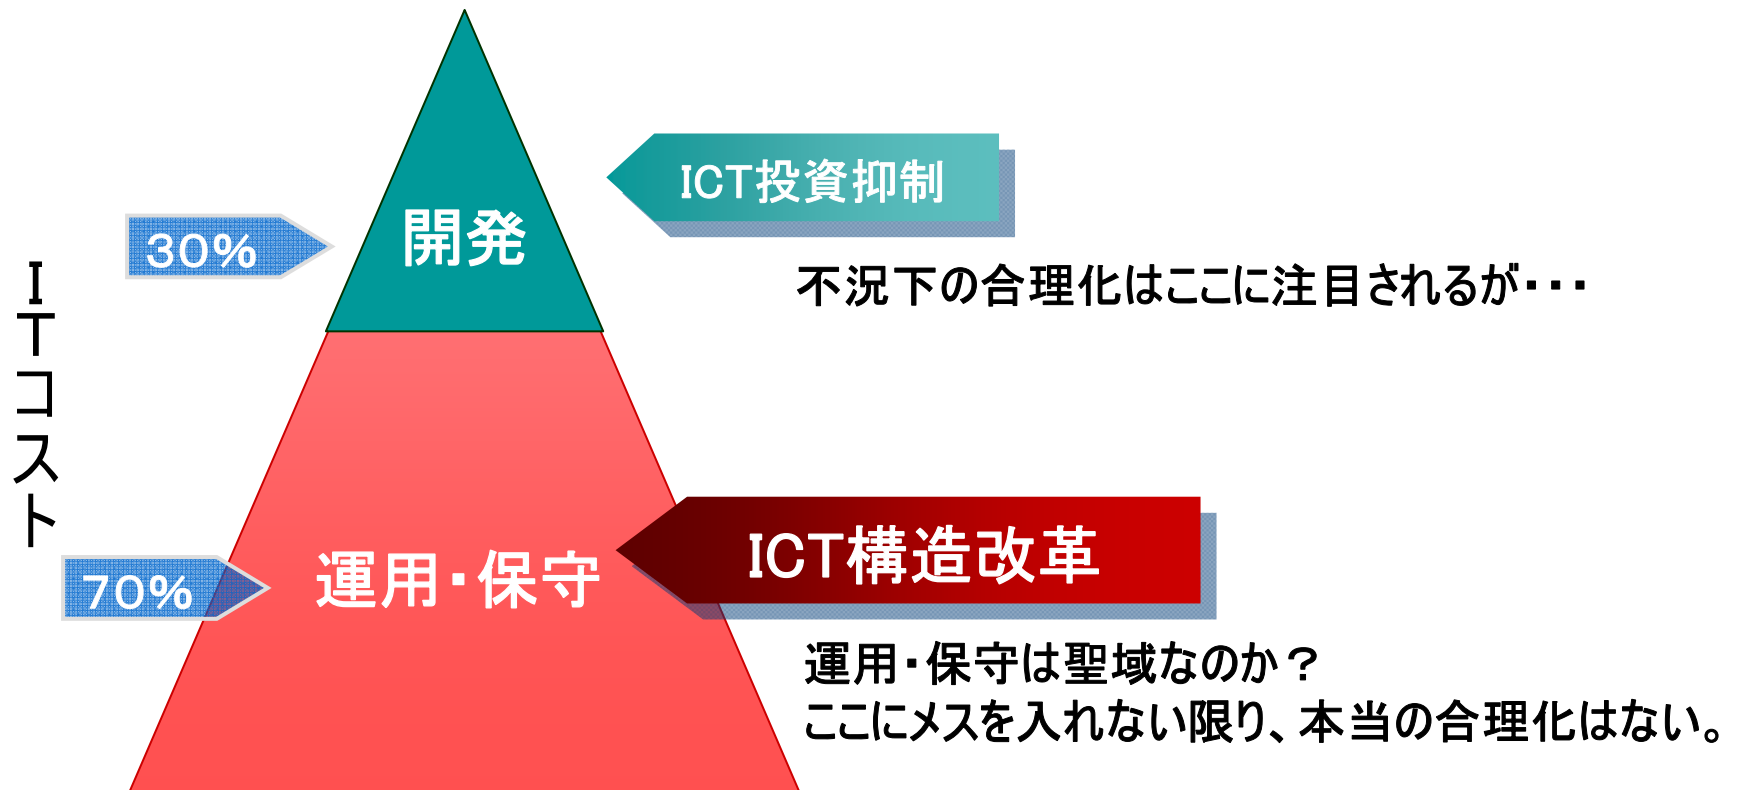 ITコスト
30%
開発
ICT投資抑制
不況下の合理化はここに注目されるが・・・
70%
運用・保守
ICT構造改革
運用・保守は聖域なのか？
ここにメスを入れない限り、本当の合理化はない。